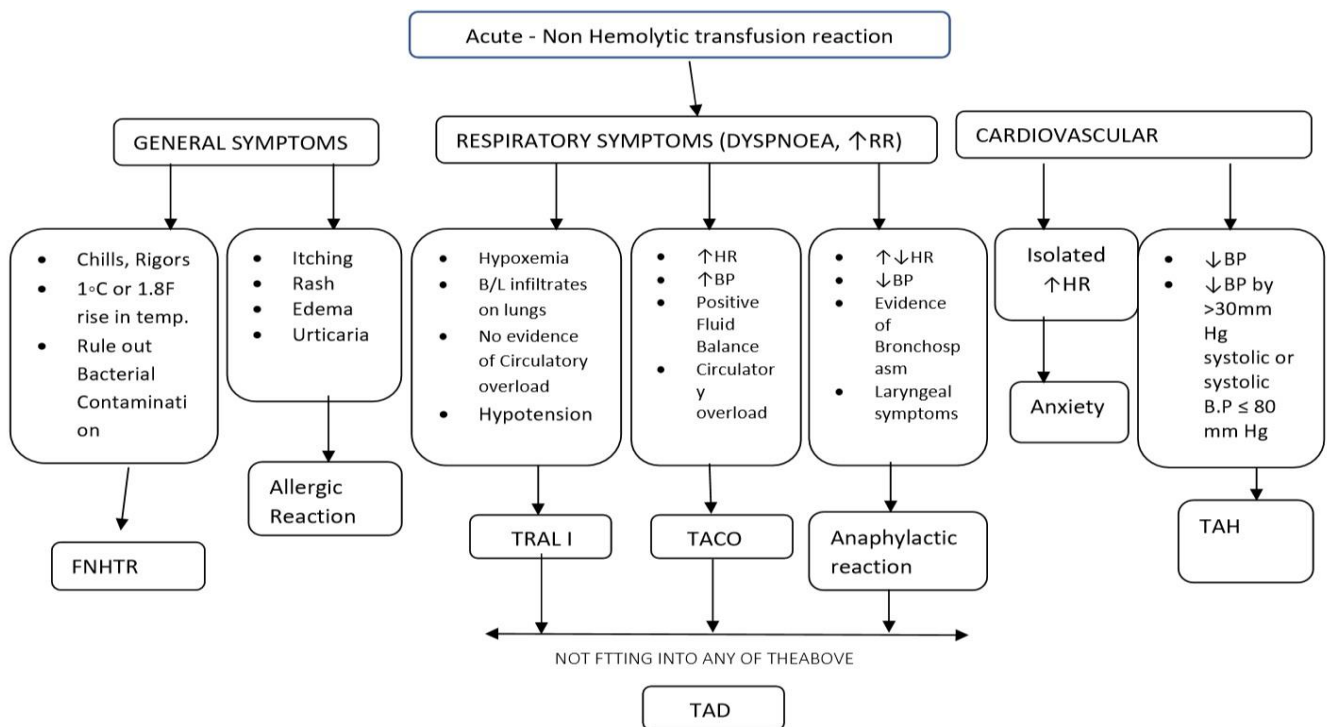 Acute - Non Hemolytic transfusion reaction
GENERAL SYMPTOMS
RESPIRATORY SYMPTOMS (DYSPNOEA, ↑RR)
CARDIOVASCULAR
Chills, Rigors
1◦C or 1.8F
rise in temp.
Rule out
Bacterial
Contaminati
on
Itching
Rash
Edema
Urticaria
Hypoxemia
B/L infiltrates
on lungs
No evidence
of Circulatory
overload
Hypotension
↑HR
↑BP
Positive
Fluid
Balance
Circulator
y
overload
↑↓HR
↓BP
Evidence
of
Bronchosp
asm
Laryngeal
symptoms
Isolated
↑HR
↓BP
↓BP by
>30mm
Hg
systolic or
systolic
B.P ≤ 80
mm Hg
FNHTR
Allergic
Reaction
TRAL I
TACO
Anaphylactic
reaction
Anxiety
TAH
NOT FTTING INTO ANY OF THEABOVE
TAD